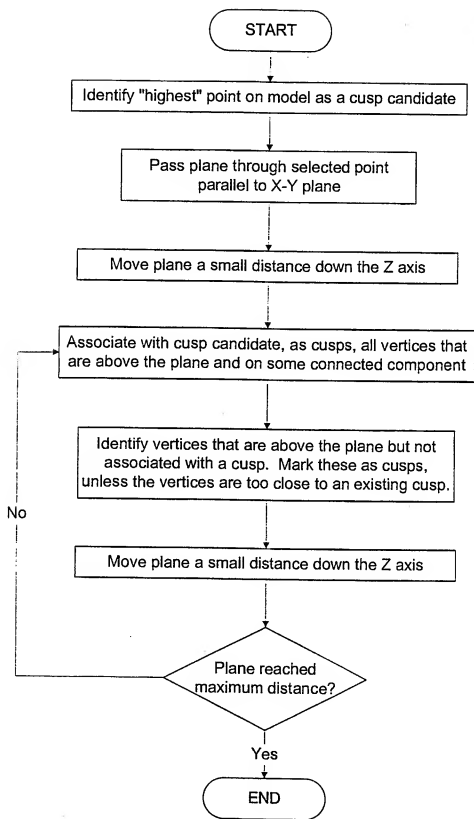 START
Identify "highest" point on model as a cusp candidate
Pass plane through selected point
parallel to X-Y plane
Move plane a small distance down the Z axis
Associate with cusp candidate, as cusps, all vertices that
are above the plane and on some connected component
Identify vertices that are above the plane but not
associated with a cusp. Mark these as cusps,
unless the vertices are too close to an existing cusp.
No
Move plane a small distance down the Z axis
Plane reached
maximum distance?
Yes
END